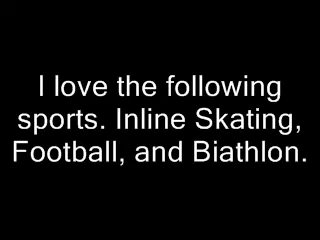 I love the following
sports. Inline Skating,
Football, and Biathlon.